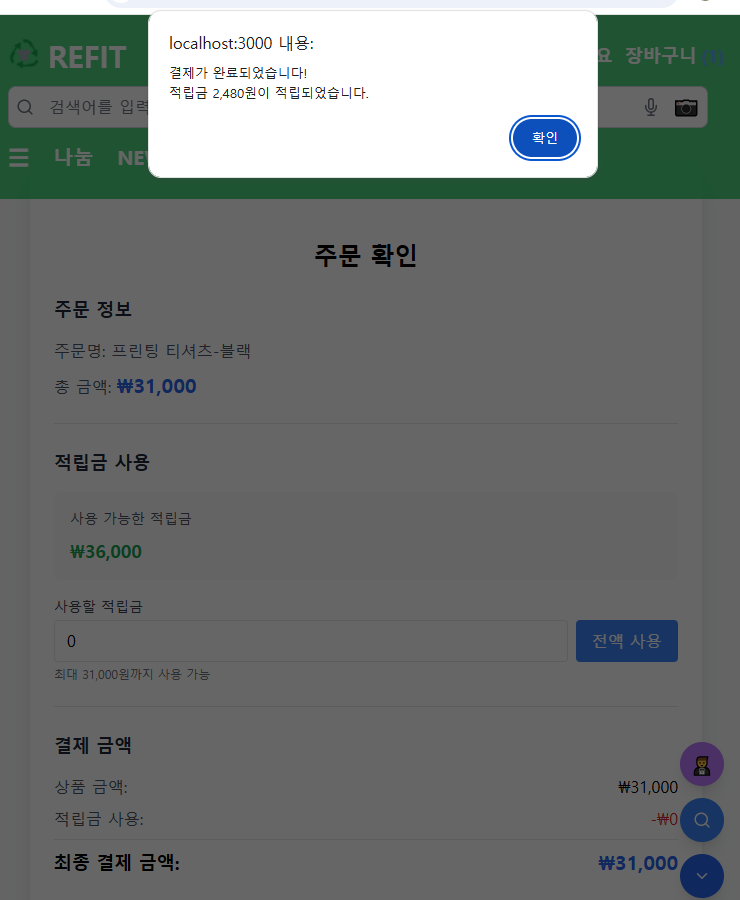 localhost:3000 내용:
결제가 완료되었습니다!
적립금 2,480원이 적립되었습니다.
확인
REFIT
요 장바구니 (1)
검색어를 입력
나눔 NEW
주문 확인
주문 정보
주문명: 프린팅 티셔츠-블랙
총 금액: ₩31,000
적립금 사용
사용 가능한 적립금
₩36,000
사용할 적립금
0 전액 사용
최대 31,000원까지 사용 가능
결제 금액
상품 금액: ₩31,000
적립금 사용: -₩0
최종 결제 금액: ₩31,000